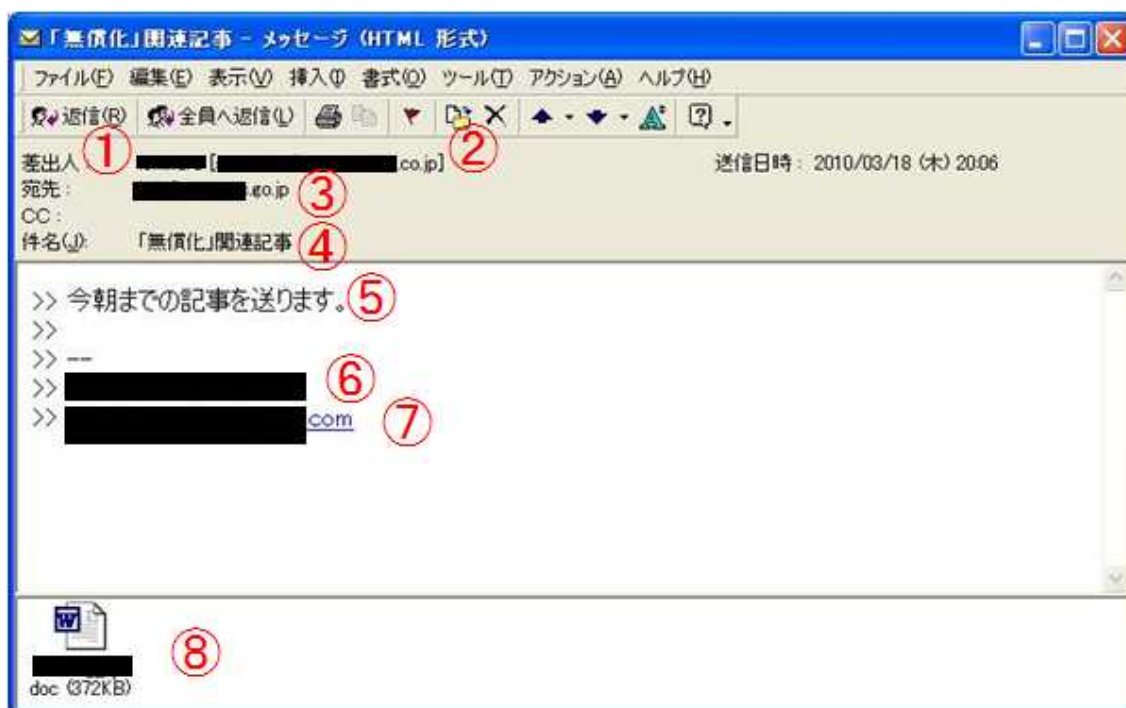 「無償化」関連記事 - メッセージ (HTML 形式)
ファイル(F) 編集(E) 表示(V) 挿入(I) 書式(O) ツール(T) アクション(A) ヘルプ(H)
返信(R) 全員へ返信(L)
① ②
差出人: [ .co.jp] 送信日時: 2010/03/18 (木) 20:06
宛先: .go.jp ③
CC:
件名(J): 「無償化」関連記事 ④
>> 今朝までの記事を送ります。⑤
>>
>> --
>> ⑥
>> com ⑦
⑧
doc (372KB)